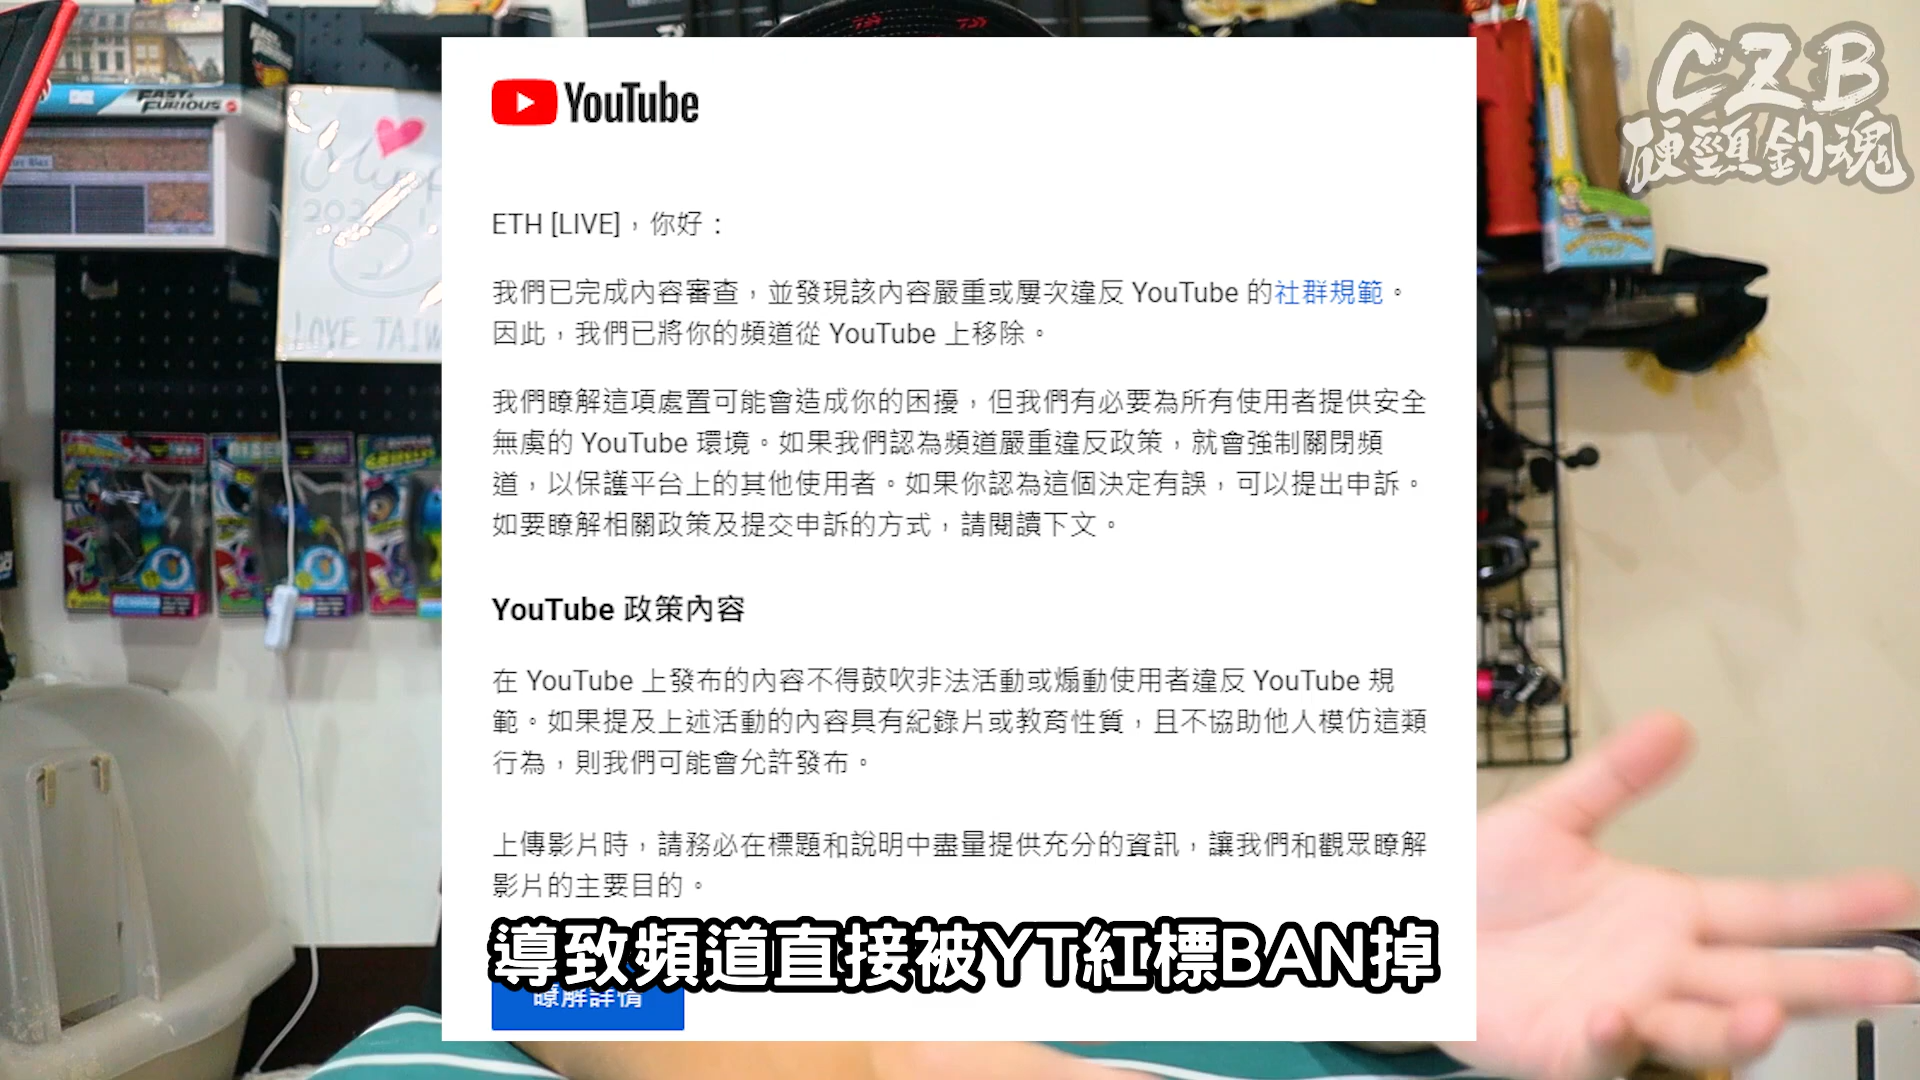 CZB
硬頸釣魂
FAST & FURIOUS
LOVE TAIW
YouTube
ETH [LIVE]，你好：
我們已完成內容審查，並發現該內容嚴重或屢次違反 YouTube 的社群規範。
因此，我們已將你的頻道從 YouTube 上移除。
我們瞭解這項處置可能會造成你的困擾，但我們有必要為所有使用者提供安全
無虞的 YouTube 環境。如果我們認為頻道嚴重違反政策，就會強制關閉頻
道，以保護平台上的其他使用者。如果你認為這個決定有誤，可以提出申訴。
如要瞭解相關政策及提交申訴的方式，請閱讀下文。
YouTube 政策內容
在 YouTube 上發布的內容不得鼓吹非法活動或煽動使用者違反 YouTube 規
範。如果提及上述活動的內容具有紀錄片或教育性質，且不協助他人模仿這類
行為，則我們可能會允許發布。
上傳影片時，請務必在標題和說明中盡量提供充分的資訊，讓我們和觀眾瞭解
影片的主要目的。
導致頻道直接被YT紅標BAN掉
瞭解詳情